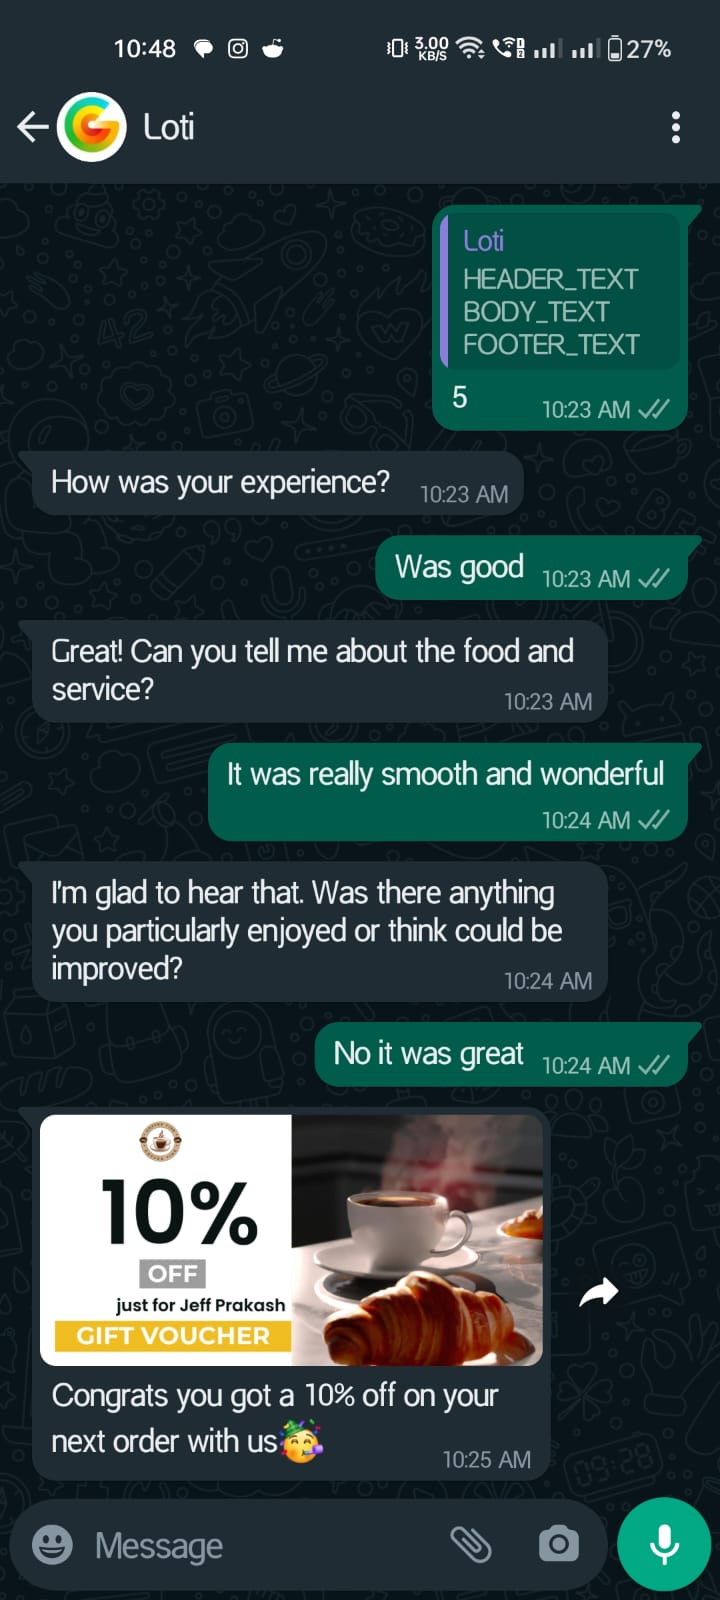 10:48
3.00
KB/S
27%
Loti
Loti
HEADER_TEXT
BODY_TEXT
FOOTER_TEXT
5
10:23 AM
How was your experience?
10:23 AM
Was good
10:23 AM
Great! Can you tell me about the food and
service?
10:23 AM
It was really smooth and wonderful
10:24 AM
I'm glad to hear that. Was there anything
you particularly enjoyed or think could be
improved?
10:24 AM
No it was great
10:24 AM
10%
OFF
just for Jeff Prakash
GIFT VOUCHER
Congrats you got a 10% off on your
next order with us🥳
10:25 AM
Message